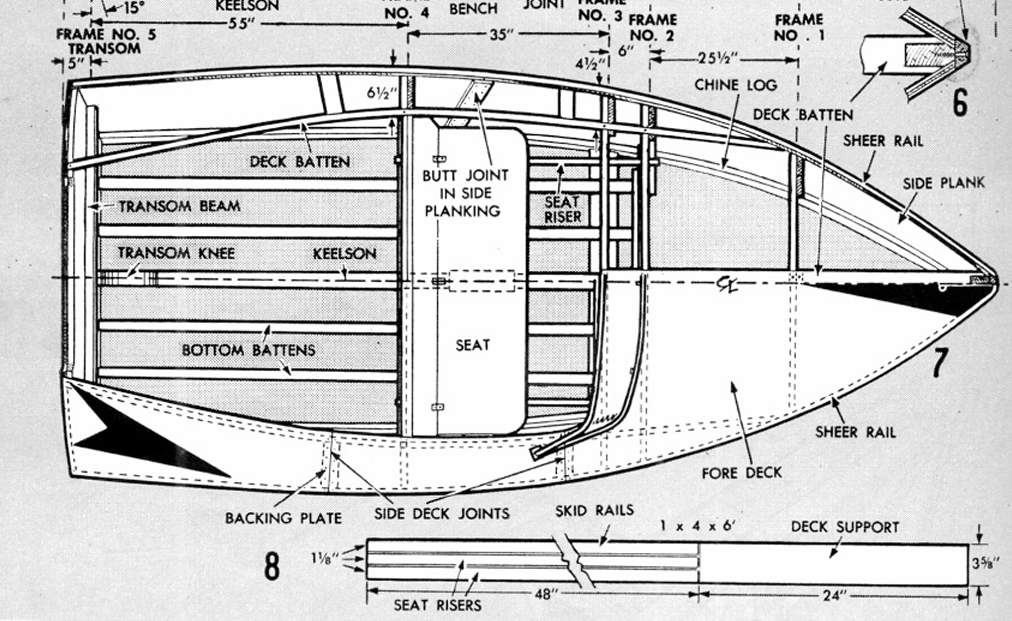 15°
KEELSON
NO. 4
BENCH
JOINT
FRAME
NO. 3
55"
35"
FRAME
NO. 2
FRAME
NO. 1
FRAME NO. 5
TRANSOM
5"
6"
4½"
25½"
6½"
CHINE LOG
DECK BATTEN
6
SHEER RAIL
SIDE PLANK
DECK BATTEN
BUTT JOINT
IN SIDE
PLANKING
SEAT
RISER
TRANSOM BEAM
TRANSOM KNEE
KEELSON
BOTTOM BATTENS
SEAT
7
SHEER RAIL
FORE DECK
BACKING PLATE
SIDE DECK JOINTS
SKID RAILS
1 x 4 x 6'
DECK SUPPORT
8
1⅛"
3⅝"
SEAT RISERS
48"
24"